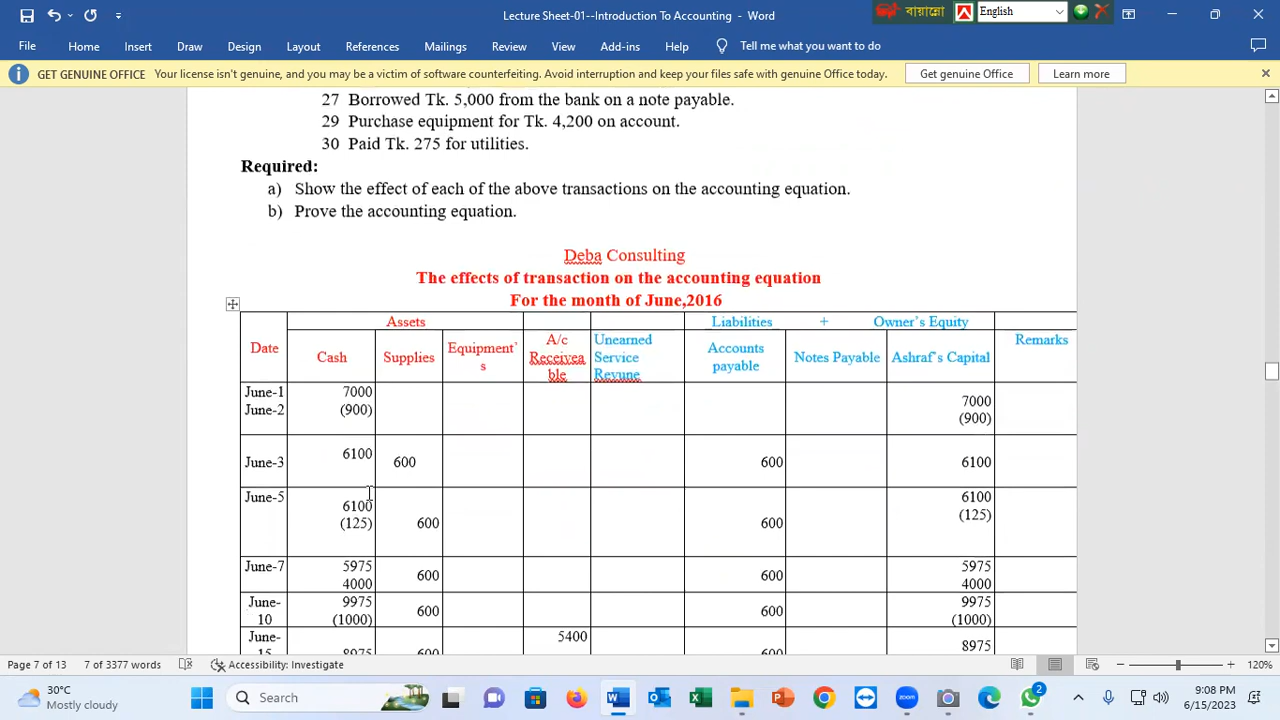 Lecture Sheet-01--Introduction To Accounting - Word
বায়ান্নো
English
File Home Insert Draw Design Layout References Mailings Review View Add-ins Help Tell me what you want to do
GET GENUINE OFFICE Your license isn't genuine, and you may be a victim of software counterfeiting. Avoid interruption and keep your files safe with genuine Office today. Get genuine Office Learn more
27 Borrowed Tk. 5,000 from the bank on a note payable.
29 Purchase equipment for Tk. 4,200 on account.
30 Paid Tk. 275 for utilities.
Required:
a) Show the effect of each of the above transactions on the accounting equation.
b) Prove the accounting equation.
Deba Consulting
The effects of transaction on the accounting equation
For the month of June,2016
Assets Liabilities + Owner's Equity
Date Cash Supplies Equipment' s A/c Receivea ble Unearned Service Revune Accounts payable Notes Payable Ashraf's Capital Remarks
June-1 7000 7000
June-2 (900) (900)
6100
June-3 600 600 6100
June-5 6100
6100 (125)
(125) 600 600
June-7 5975 5975
600 600
4000 4000
June- 9975 9975
600 600
10 (1000) (1000)
June- 5400
15 8975 600 600 8975
Page 7 of 13 7 of 3377 words Accessibility: Investigate 120%
30°C
Mostly cloudy
Search
2
9:08 PM
6/15/2023